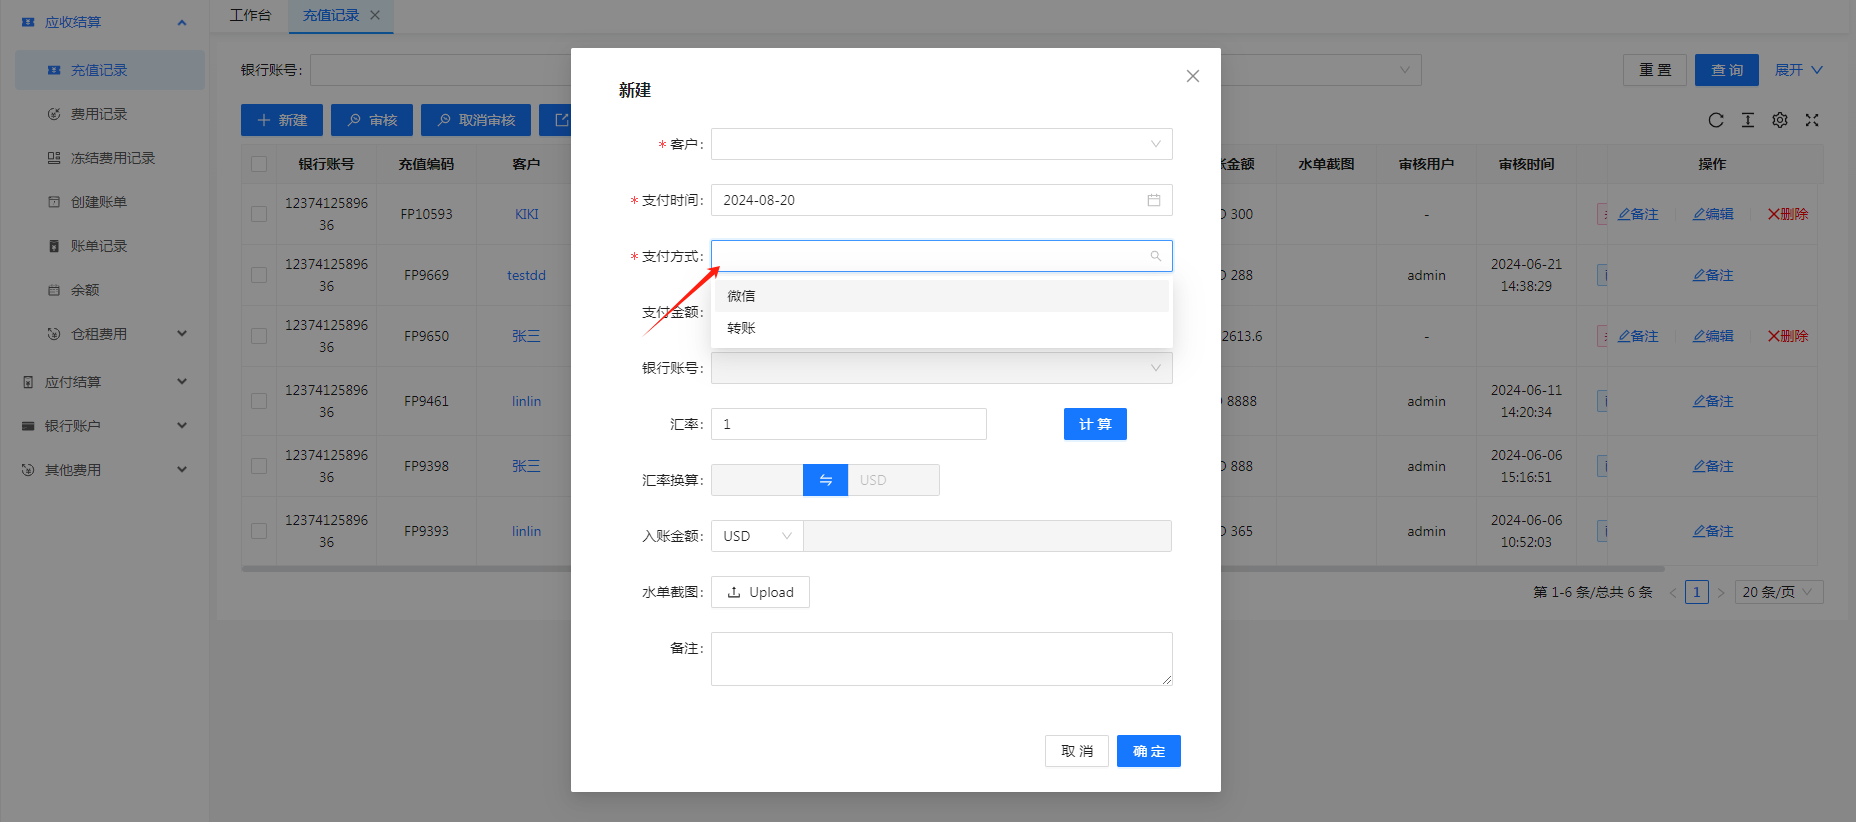 应收结算
充值记录
费用记录
冻结费用记录
创建账单
账单记录
余额
仓租费用
应付结算
银行账户
其他费用
工作台 充值记录
银行账号: 重 置 查 询 展开
新建 审核 取消审核
银行账号 充值编码 客户 金额 水单截图 审核用户 审核时间 操作
12374125896
36
FP10593 KIKI 300 - 备注 编辑 删除
12374125896
36
FP9669 testdd 288 admin
2024-06-21
14:38:29
备注
12374125896
36
FP9650 张三 2613.6 - 备注 编辑 删除
12374125896
36
FP9461 linlin 8888 admin
2024-06-11
14:20:34
备注
12374125896
36
FP9398 张三 888 admin
2024-06-06
15:16:51
备注
12374125896
36
FP9393 linlin 365 admin
2024-06-06
10:52:03
备注
第 1-6 条/总共 6 条 1 20 条/页
新建
* 客户:
* 支付时间: 2024-08-20
* 支付方式:
微信
转账
支付金额:
银行账号:
汇率: 1 计 算
汇率换算: USD
入账金额: USD
水单截图: Upload
备注:
取 消 确 定